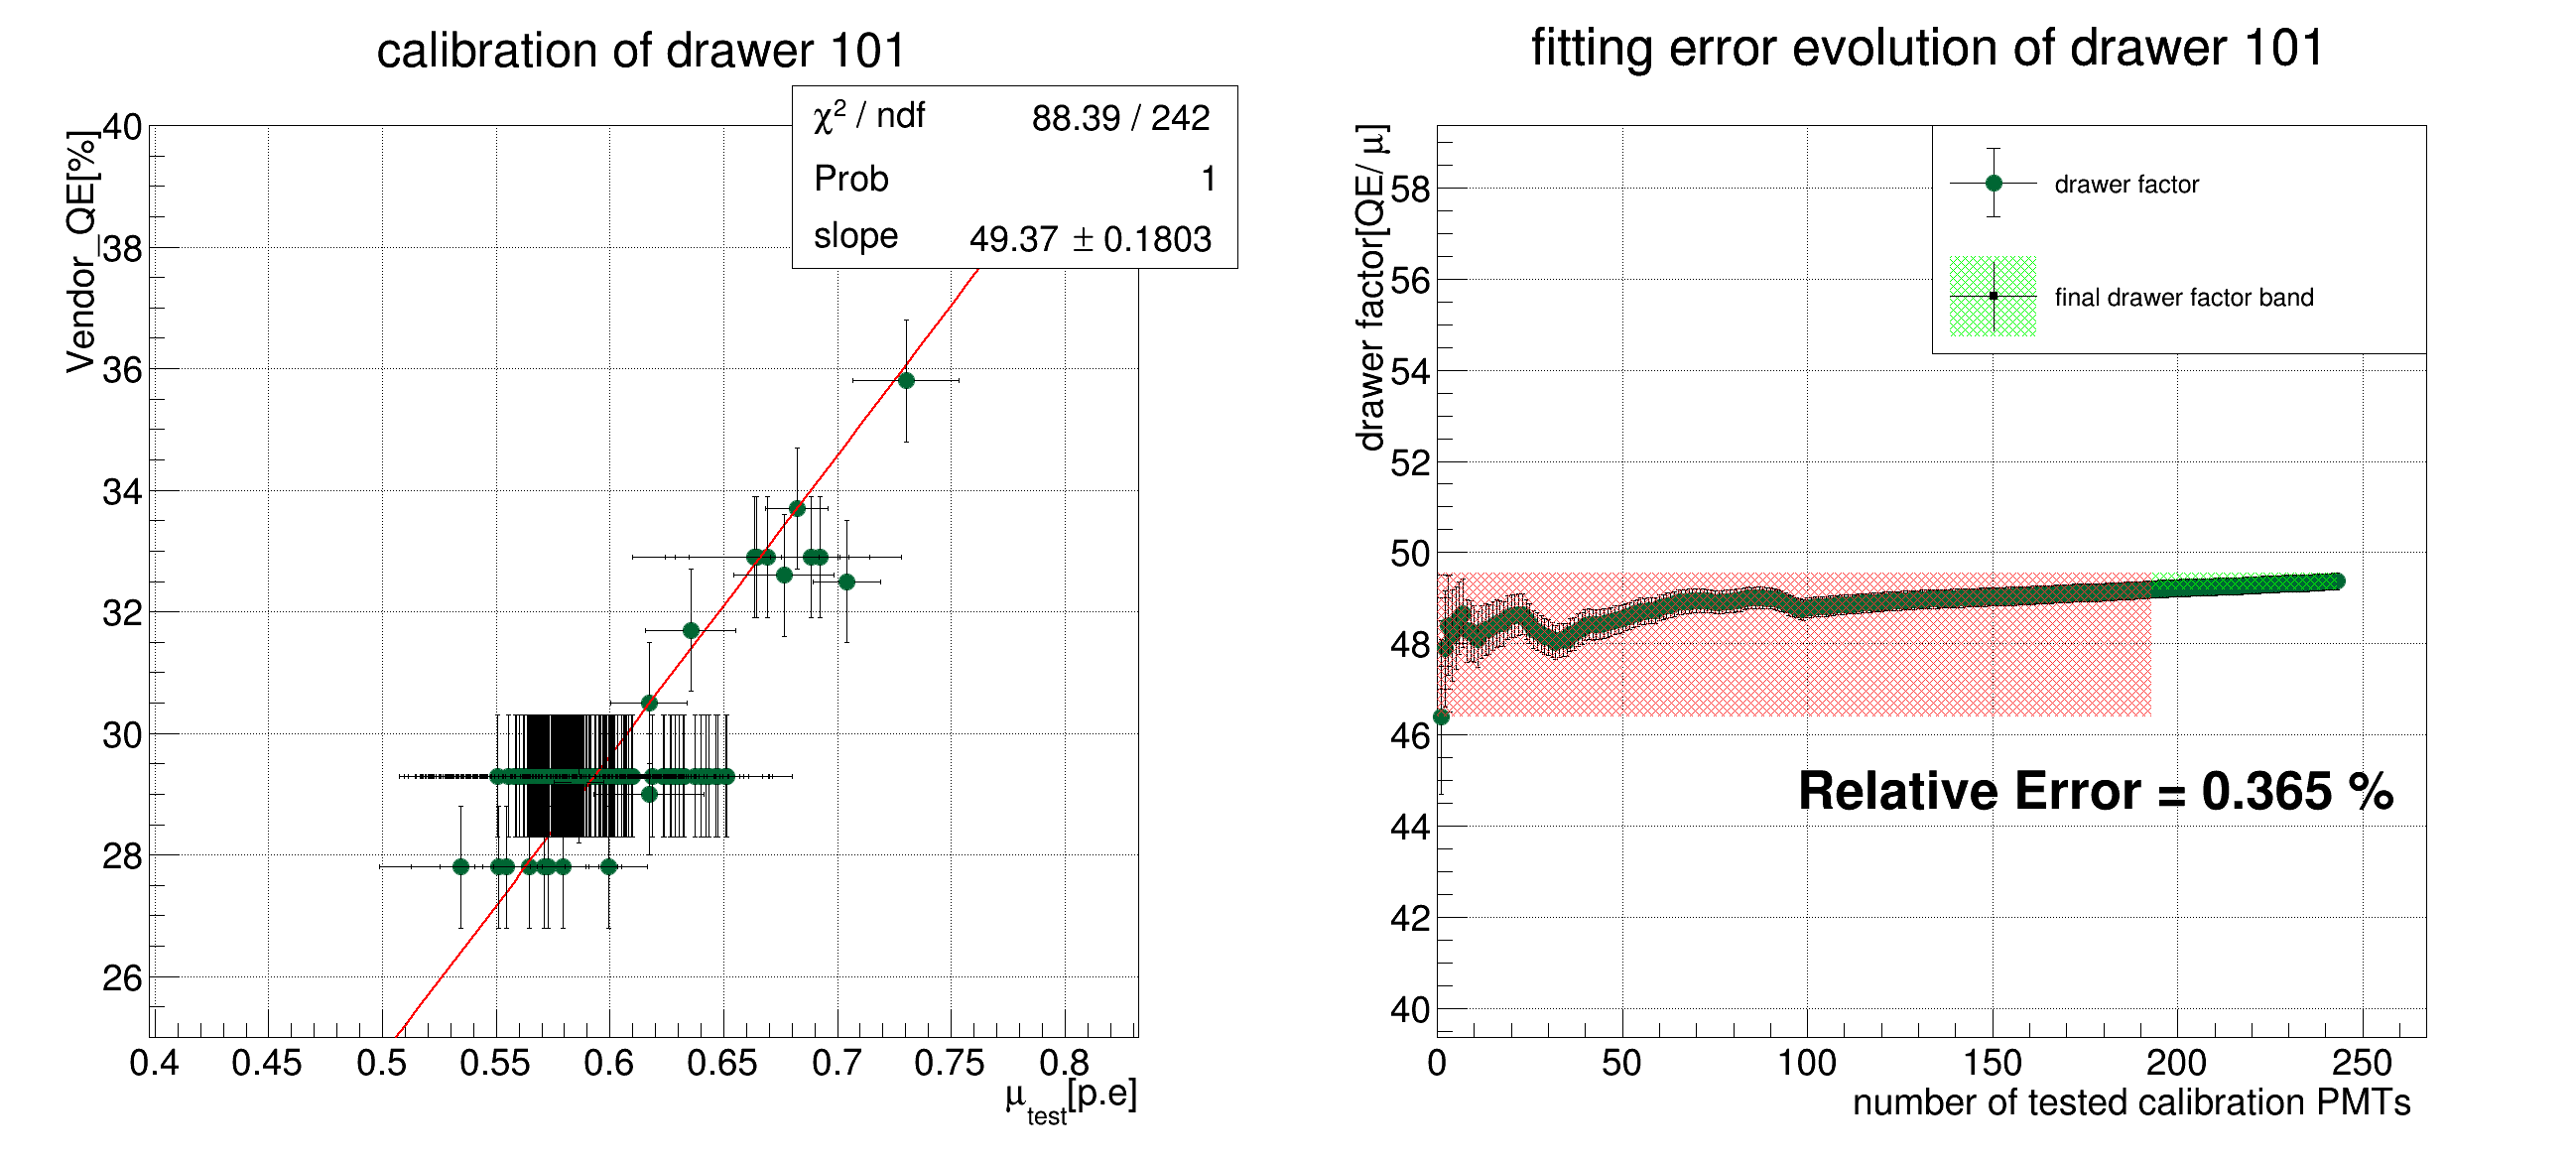 calibration of drawer 101
χ² / ndf 88.39 / 242
Prob 1
slope 49.37 ± 0.1803
Vendor_QE[%]
40
38
36
34
32
30
28
26
0.4 0.45 0.5 0.55 0.6 0.65 0.7 0.75 0.8
μ_test[p.e]
fitting error evolution of drawer 101
drawer factor[QE/ μ]
drawer factor
final drawer factor band
58
56
54
52
50
48
46
44
42
40
Relative Error = 0.365 %
0 50 100 150 200 250
number of tested calibration PMTs